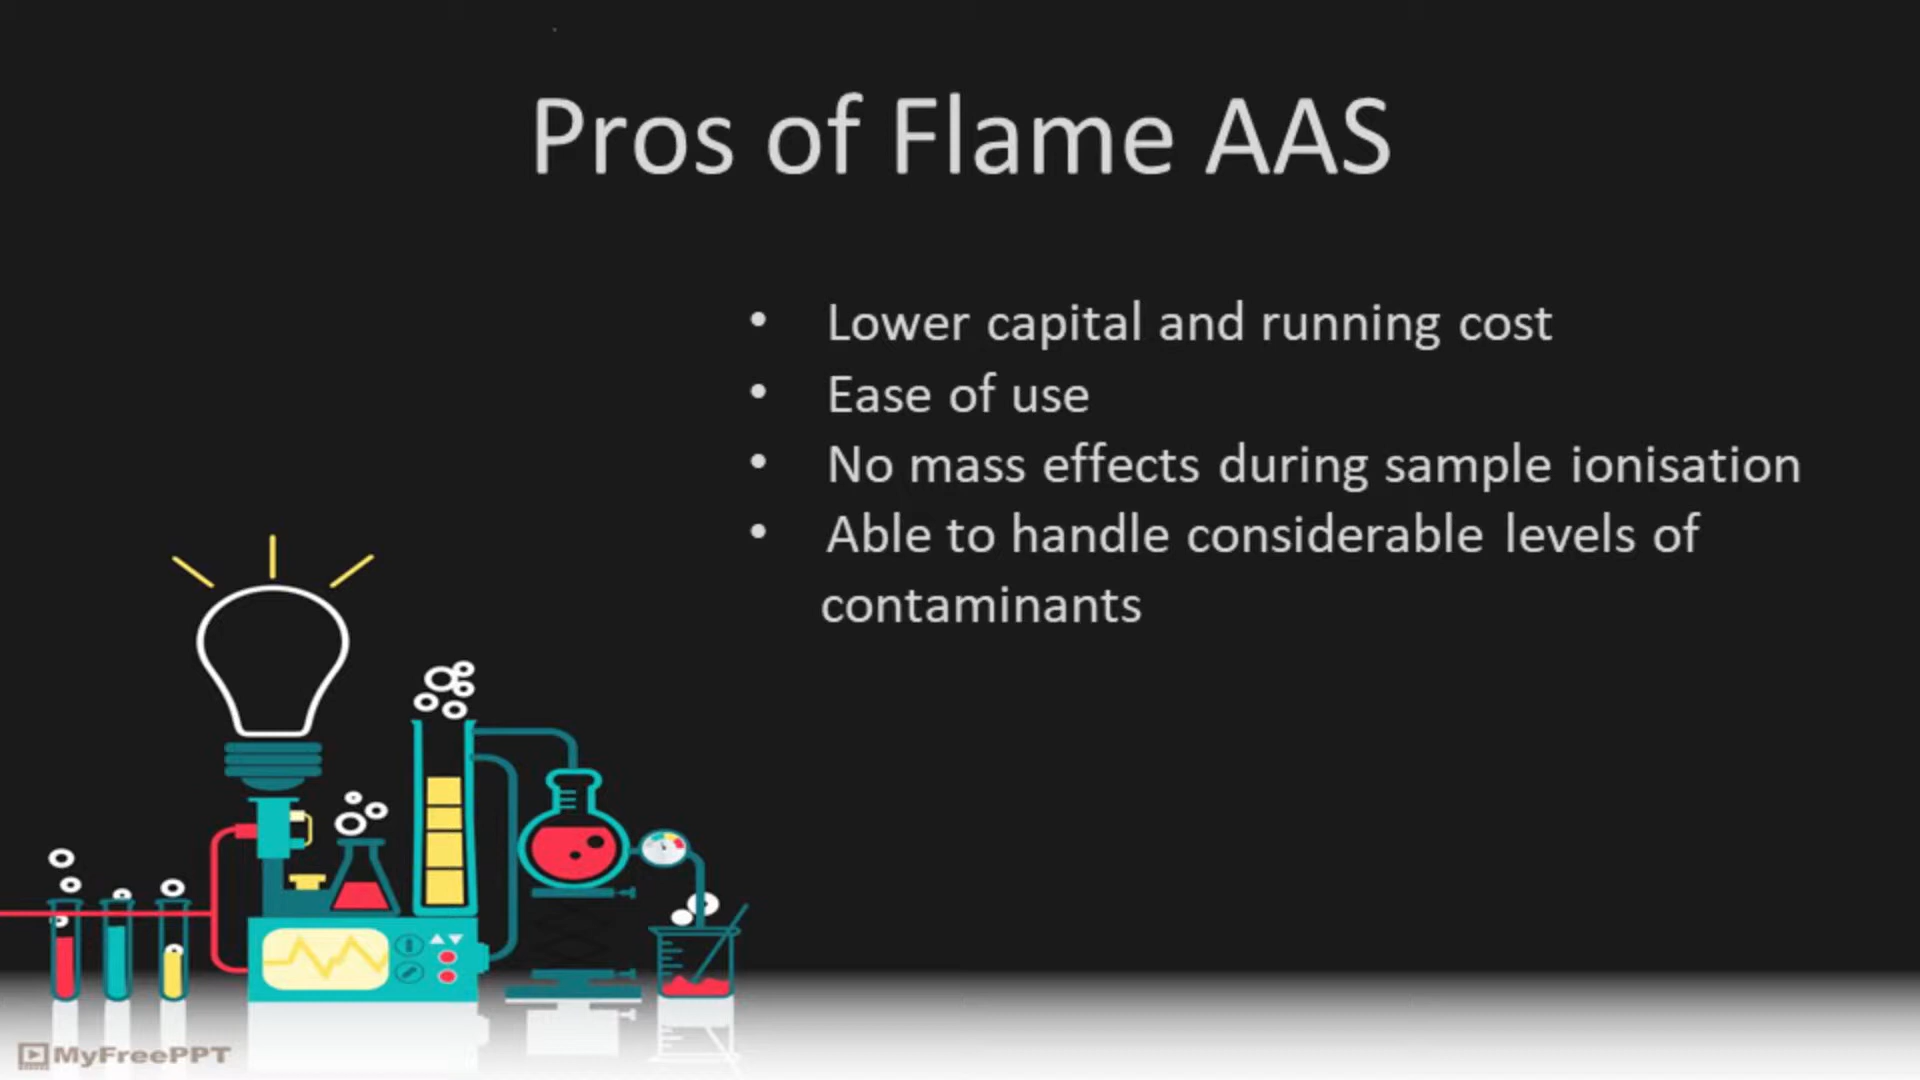 Pros of Flame AAS
• Lower capital and running cost
• Ease of use
• No mass effects during sample ionisation
• Able to handle considerable levels of
contaminants
MyFreePPT